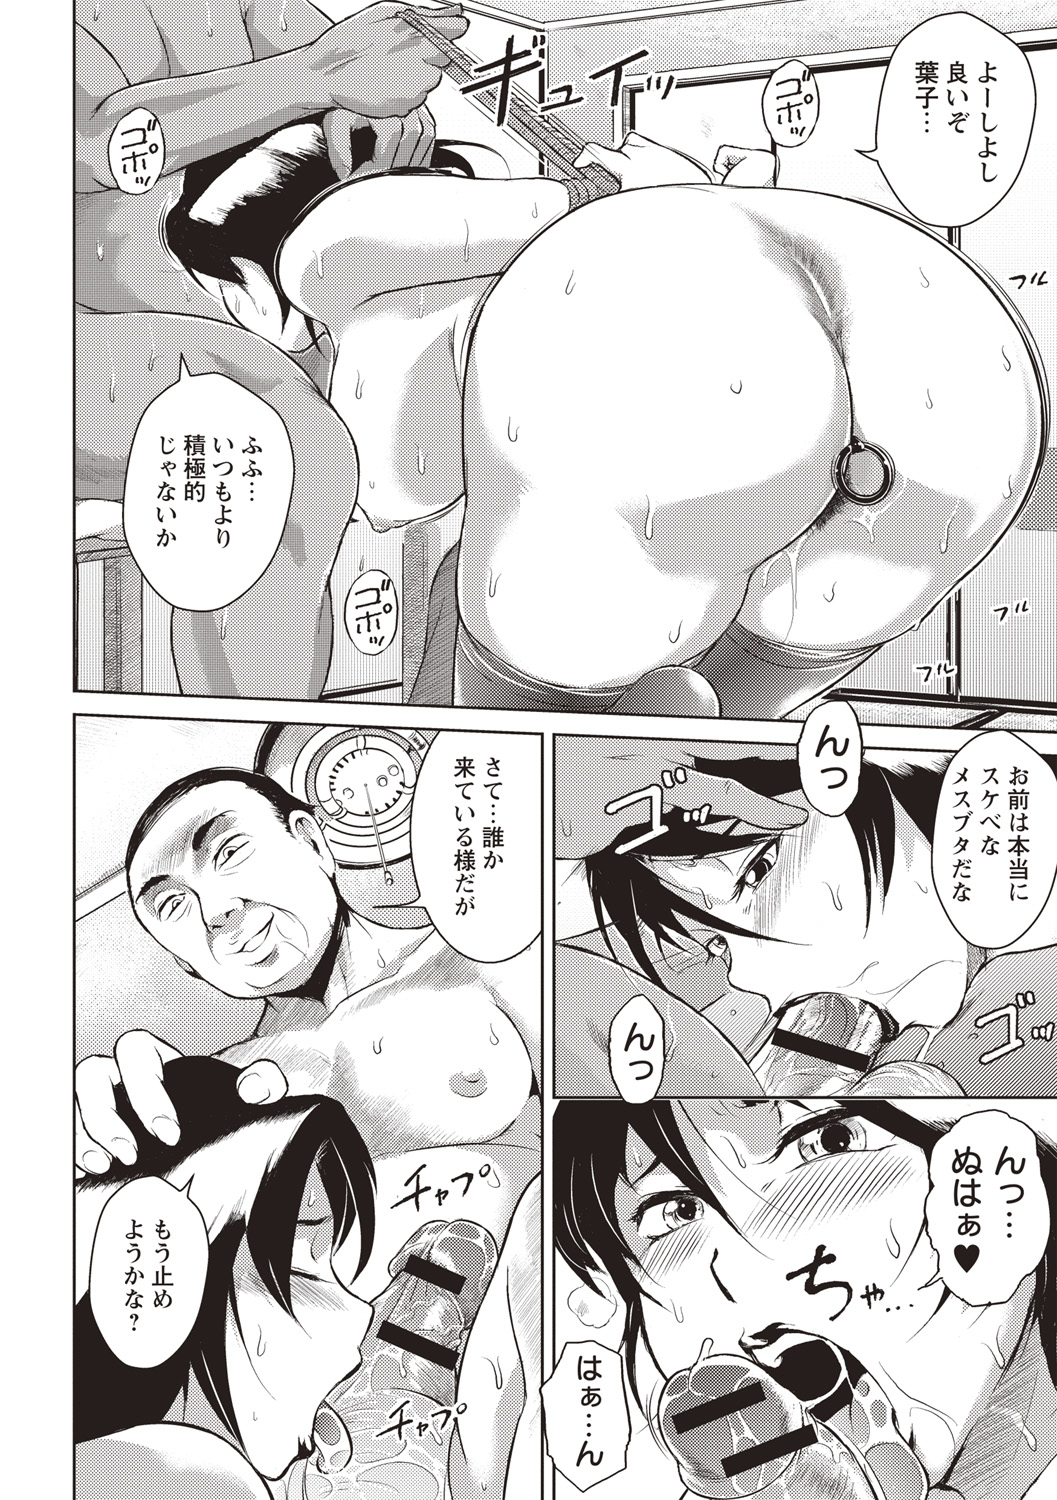 よーしよし
良いぞ
葉子…
ギュイッ
ゴポッ
ゴポッ
ふふ…
いつもより
積極的
じゃないか
ゴポッ
フル
フル
フル
お前は本当に
スケベな
メスブタだな
んっ
ズッ
ズッ
んっ
んっ…
ぬはぁ♥
ちゃ…
はぁ…ん
さて…誰か
来ている様だが
チャプ
もう止め
ようかな?
チャプ